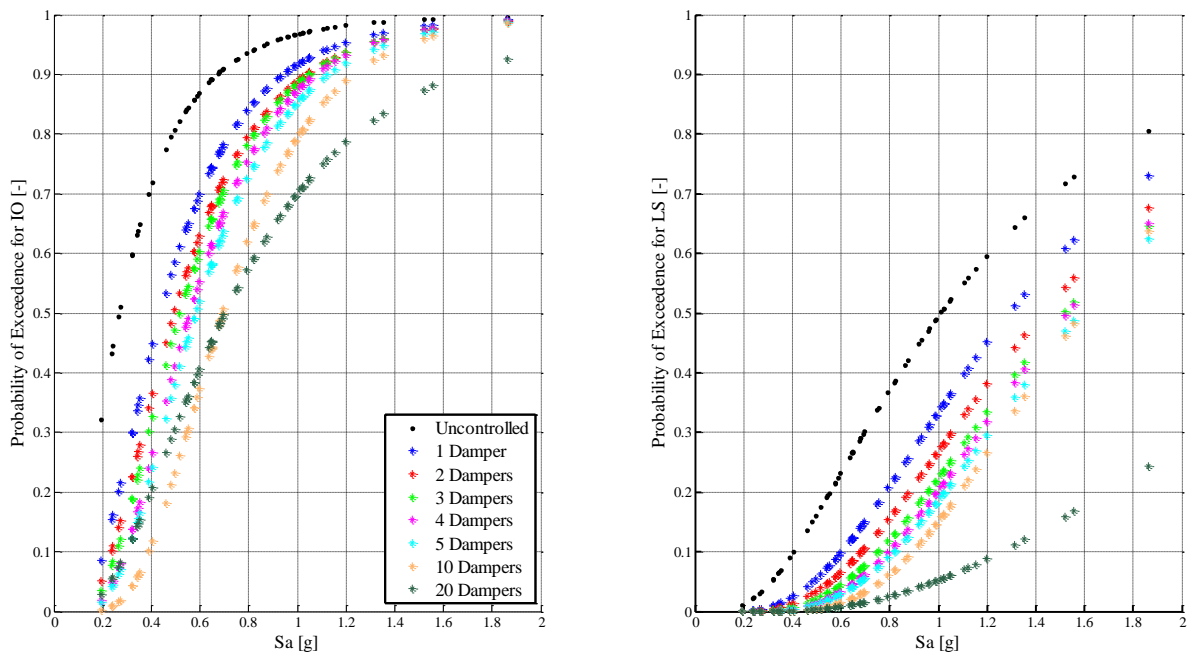 1
0.9
0.8
0.7
0.6
0.5
0.4
0.3
0.2
0.1
0
Probability of Exceedence for IO [-]
0 0.2 0.4 0.6 0.8 1 1.2 1.4 1.6 1.8 2
Sa [g]
Uncontrolled
1 Damper
2 Dampers
3 Dampers
4 Dampers
5 Dampers
10 Dampers
20 Dampers
1
0.9
0.8
0.7
0.6
0.5
0.4
0.3
0.2
0.1
0
Probability of Exceedence for LS [-]
0 0.2 0.4 0.6 0.8 1 1.2 1.4 1.6 1.8 2
Sa [g]